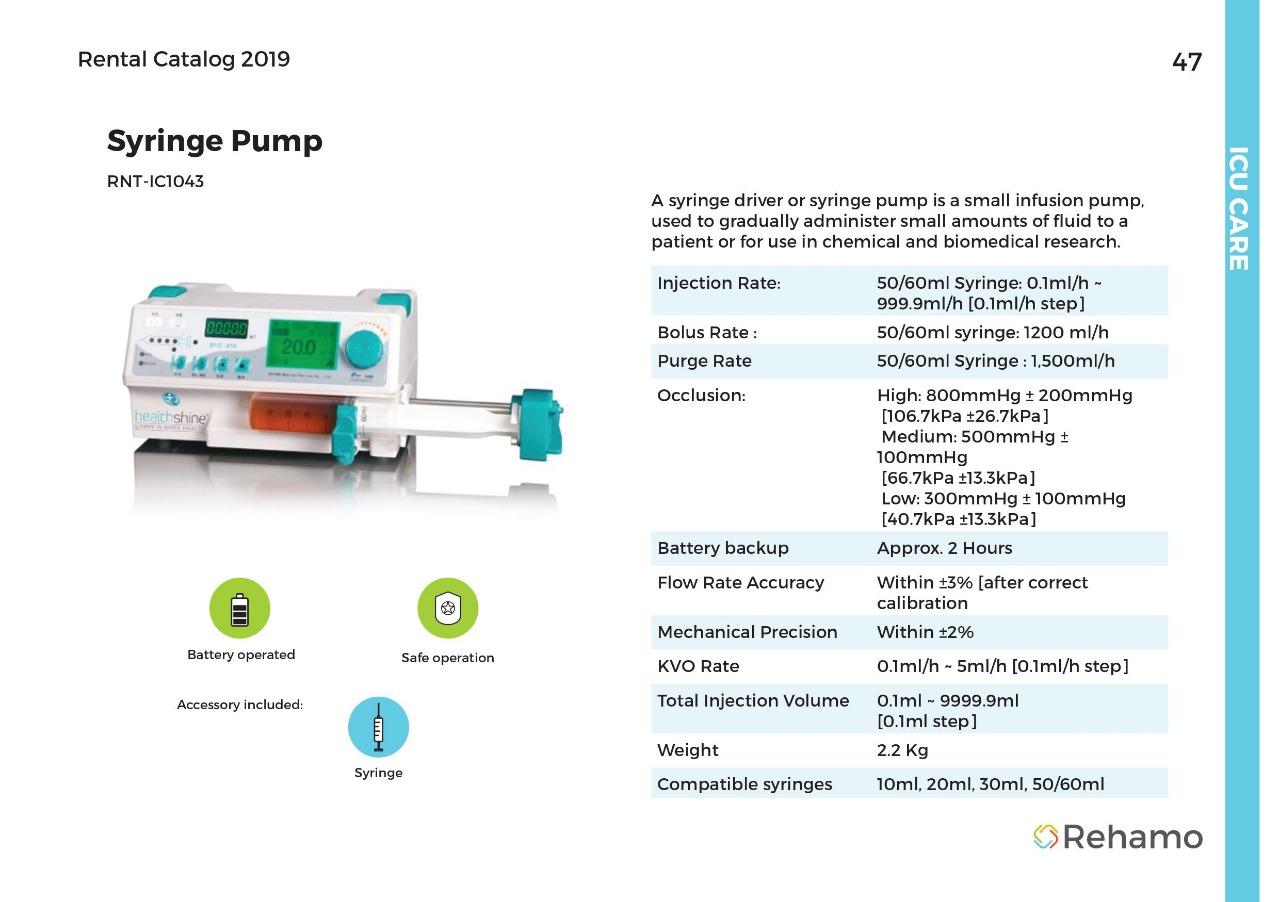 Rental Catalog 2019
47
ICU CARE
Syringe Pump
RNT-IC1043
A syringe driver or syringe pump is a small infusion pump,
used to gradually administer small amounts of fluid to a
patient or for use in chemical and biomedical research.
Injection Rate: 50/60ml Syringe: 0.1ml/h ~
999.9ml/h [0.1ml/h step]
Bolus Rate : 50/60ml syringe: 1200 ml/h
Purge Rate 50/60ml Syringe : 1,500ml/h
Occlusion: High: 800mmHg ± 200mmHg
[106.7kPa ±26.7kPa]
Medium: 500mmHg ±
100mmHg
[66.7kPa ±13.3kPa]
Low: 300mmHg ± 100mmHg
[40.7kPa ±13.3kPa]
Battery backup Approx. 2 Hours
Flow Rate Accuracy Within ±3% [after correct
calibration
Mechanical Precision Within ±2%
KVO Rate 0.1ml/h ~ 5ml/h [0.1ml/h step]
Total Injection Volume 0.1ml ~ 9999.9ml
[0.1ml step]
Weight 2.2 Kg
Compatible syringes 10ml, 20ml, 30ml, 50/60ml
20.0
healthshine
LIVING IN GOOD HEALTH
Battery operated
Safe operation
Accessory included:
Syringe
Rehamo